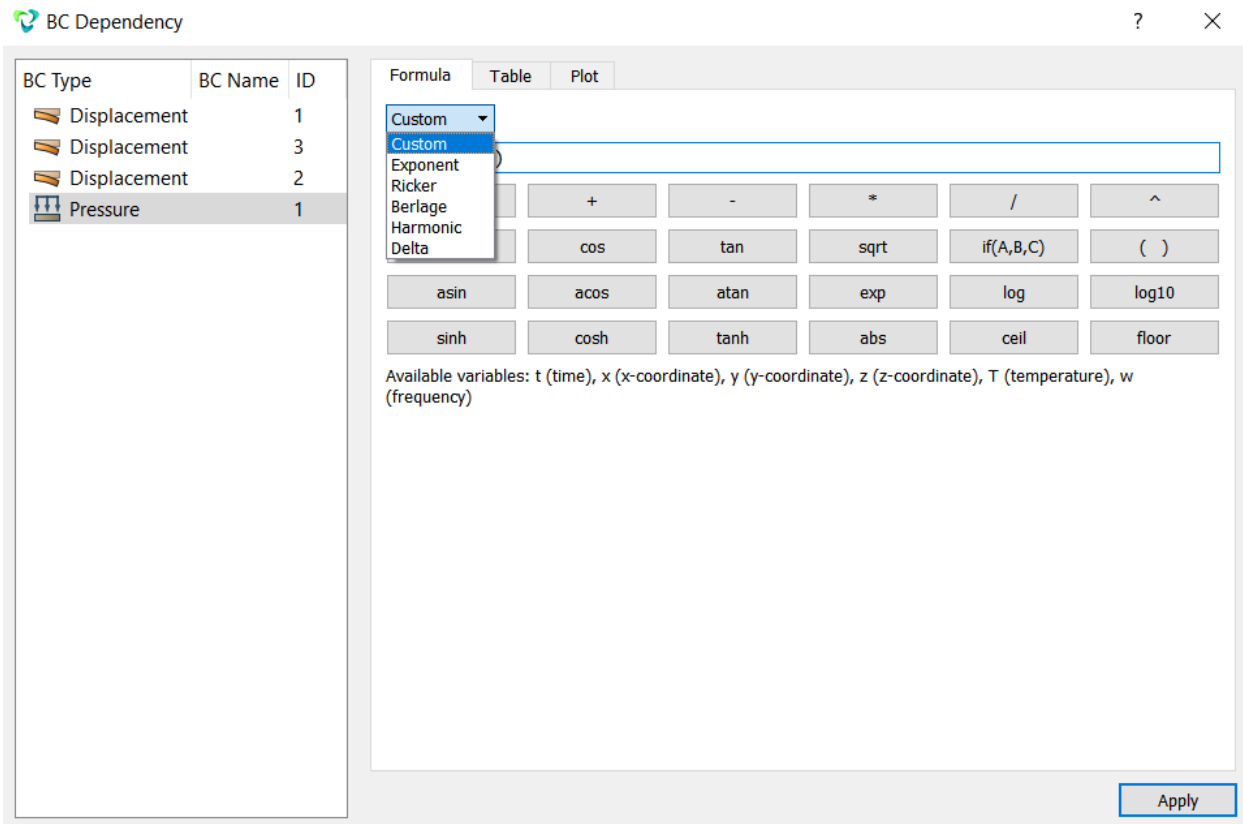 BC Dependency
? ×
BC Type BC Name ID
Displacement 1
Displacement 3
Displacement 2
Pressure 1
Formula Table Plot
Custom
Custom
Exponent
Ricker
Berlage
Harmonic
Delta
)
+ - * / ^
cos tan sqrt if(A,B,C) ( )
asin acos atan exp log log10
sinh cosh tanh abs ceil floor
Available variables: t (time), x (x-coordinate), y (y-coordinate), z (z-coordinate), T (temperature), w
(frequency)
Apply